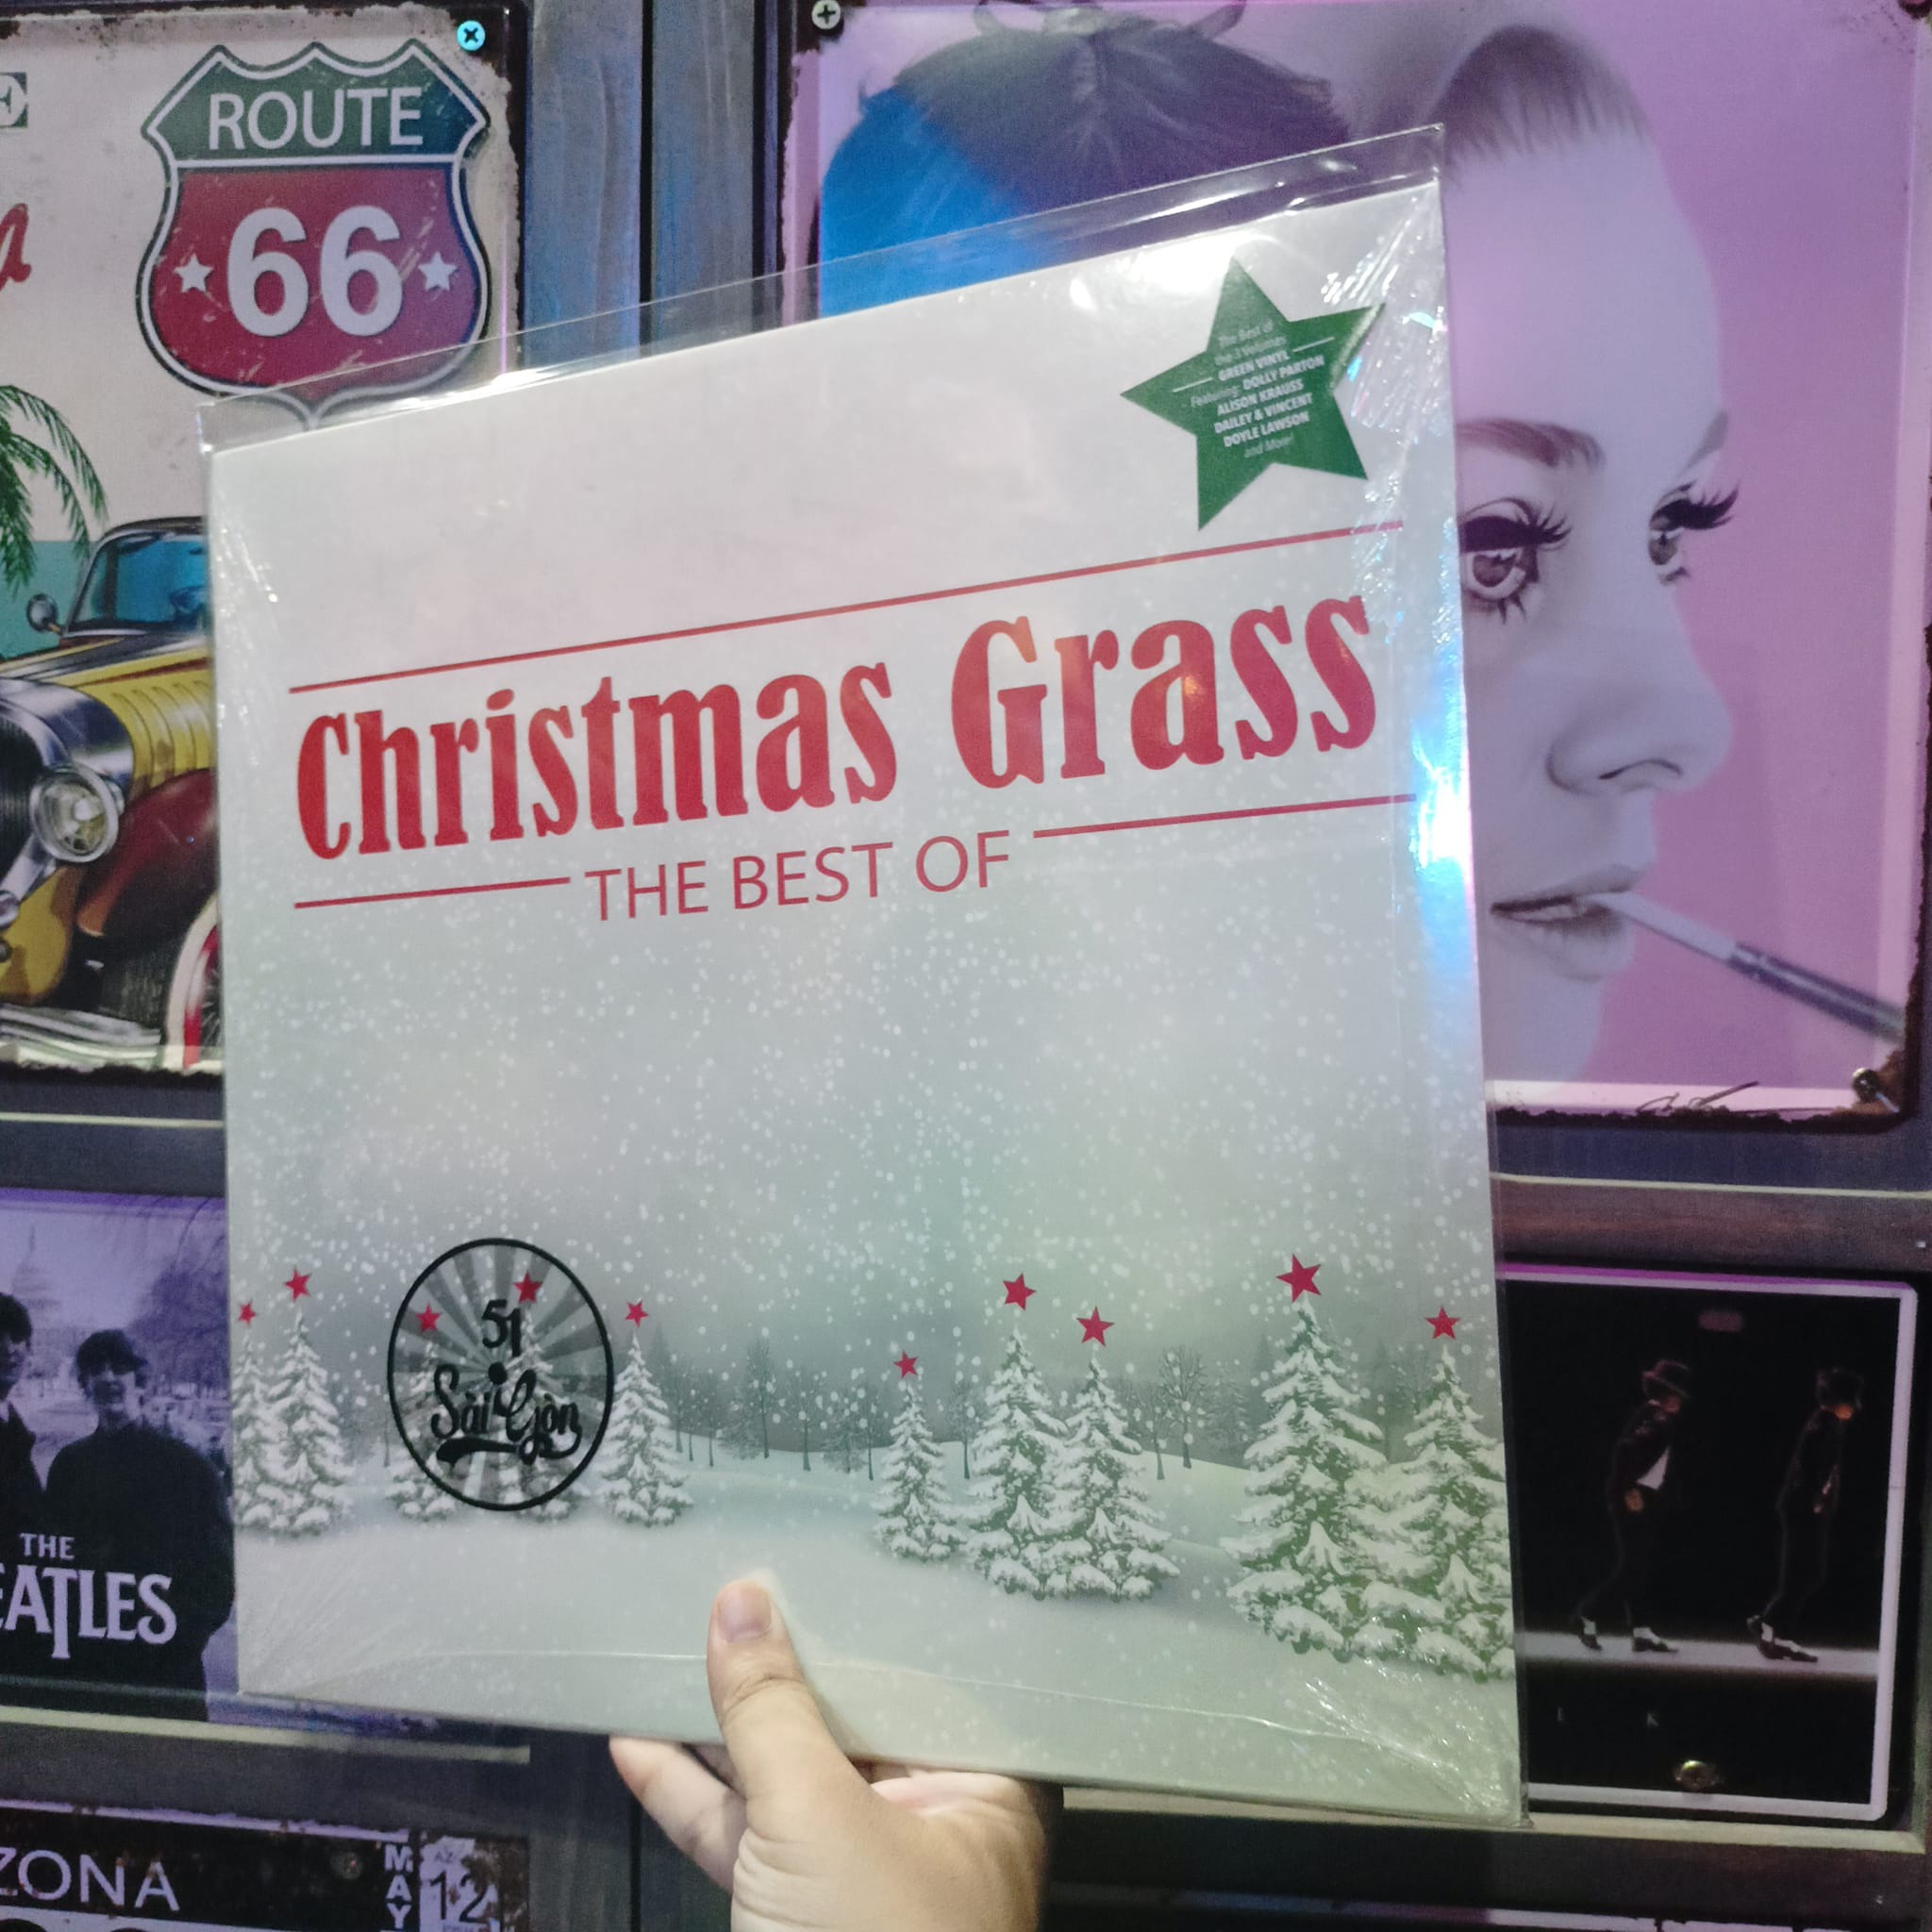 ROUTE
66
The Best of
the 3 Volumes
GREEN VINYL
Featuring: DOLLY PARTON
ALISON KRAUSS
DAILEY & VINCENT
DOYLE LAWSON
and More!
Christmas Grass
THE BEST OF
51
Sài Gòn
THE
EATLES
ZONA
MAY
AZ
12
K